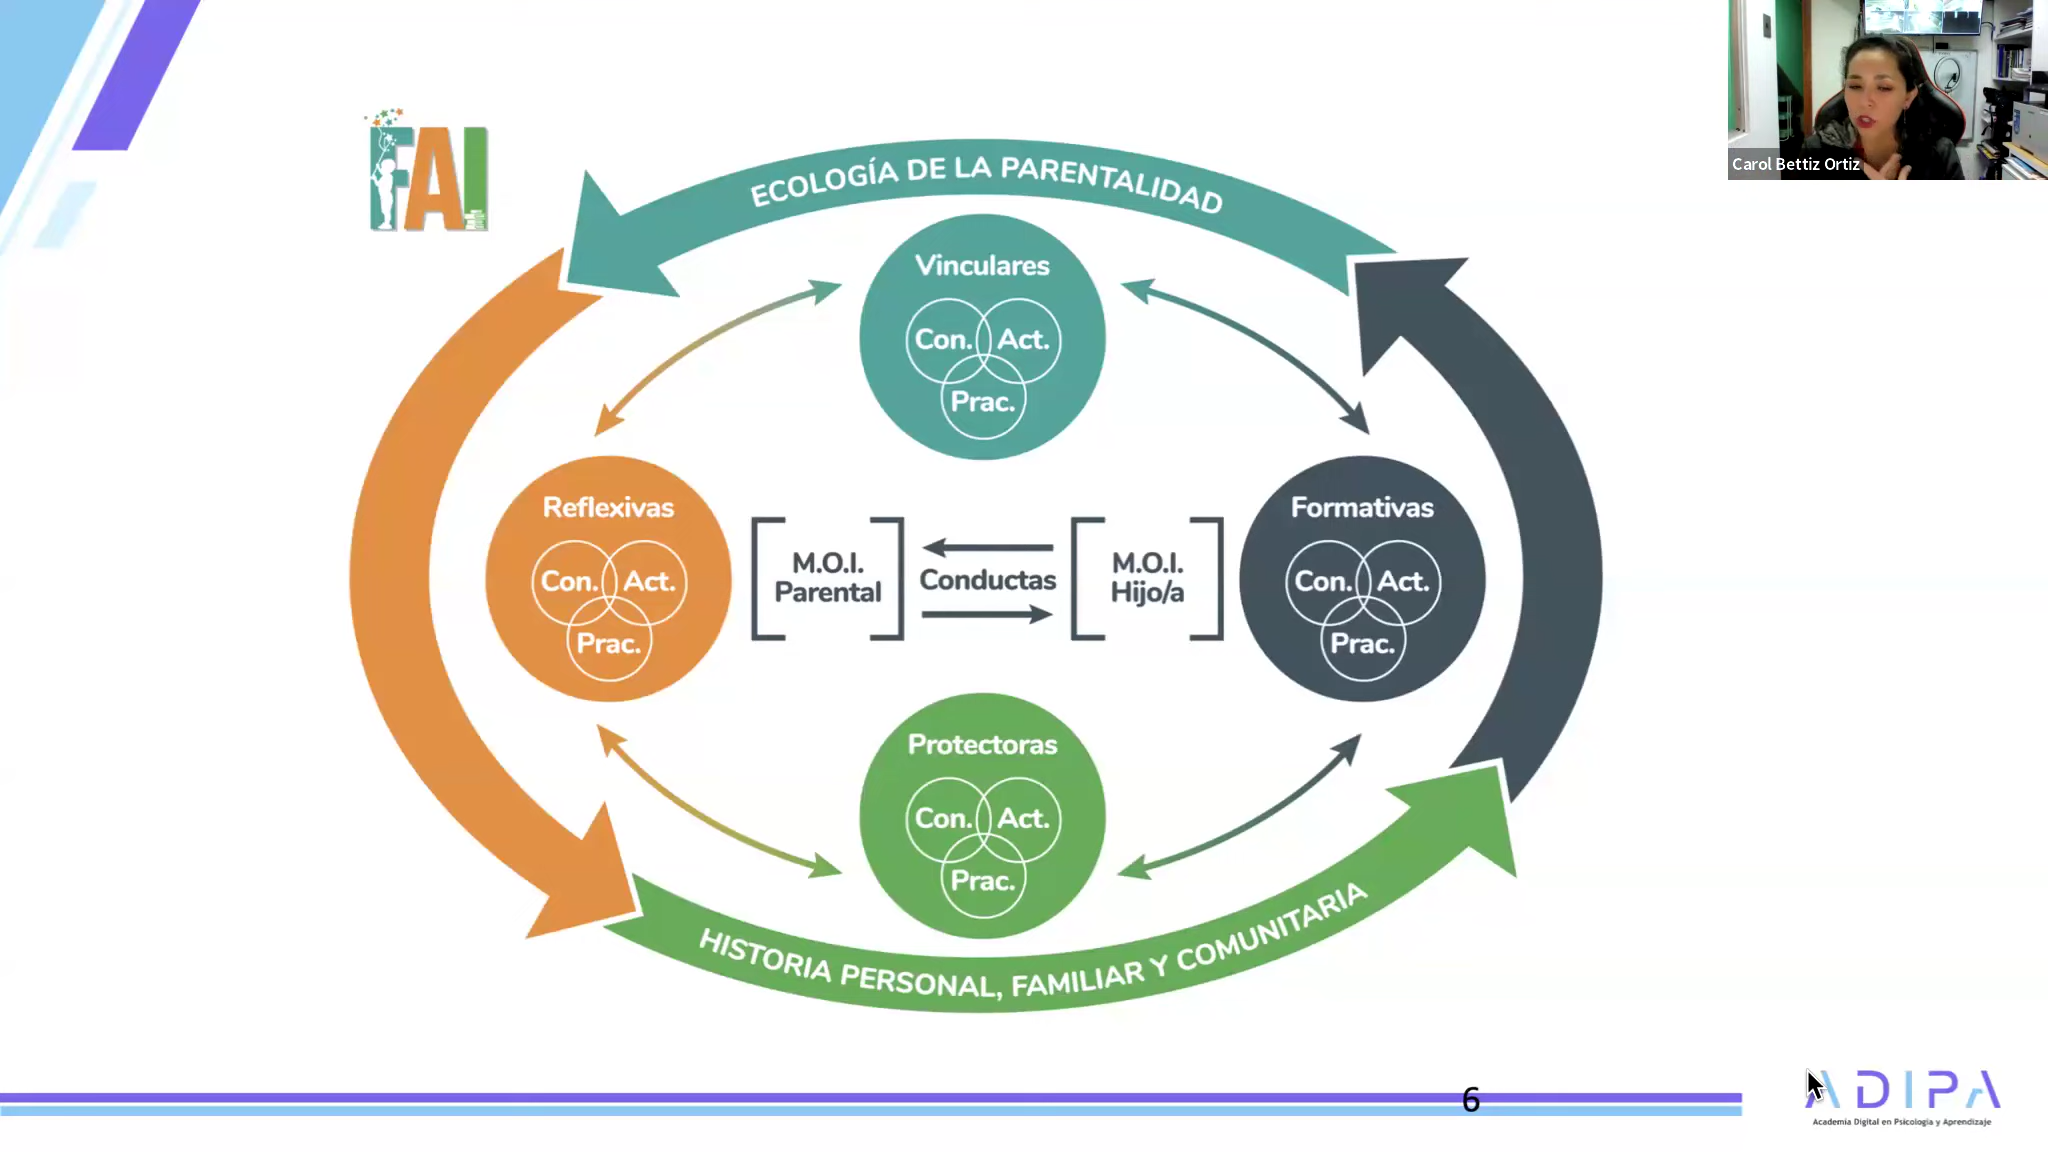 Carol Bettiz Ortiz
FAI
ECOLOGÍA DE LA PARENTALIDAD
Vinculares
Con. Act.
Prac.
Reflexivas
Con. Act.
Prac.
M.O.I.
Parental
Conductas
M.O.I.
Hijo/a
Formativas
Con. Act.
Prac.
Protectoras
Con. Act.
Prac.
HISTORIA PERSONAL, FAMILIAR Y COMUNITARIA
6
ADIPA
Academia Digital en Psicología y Aprendizaje